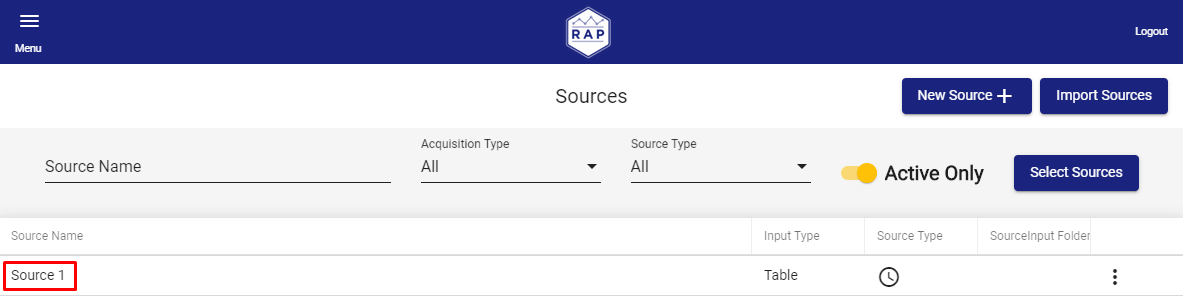 Menu
RAP
Logout
Sources
New Source
Import Sources
Source Name
Acquisition Type
All
Source Type
All
Active Only
Select Sources
Source Name
Input Type
Source Type
SourceInput Folder
Source 1
Table